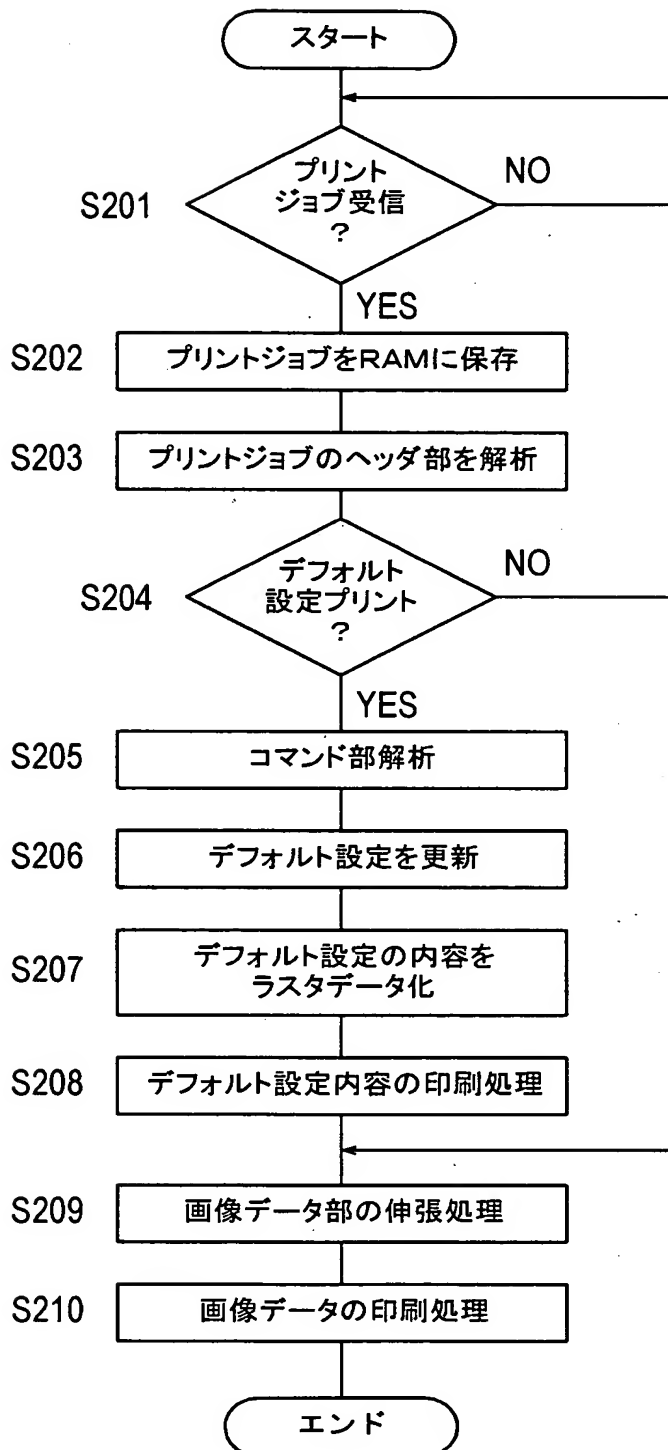 スタート
プリント
ジョブ受信
?
S201
NO
YES
S202
プリントジョブをRAMに保存
S203
プリントジョブのヘッダ部を解析
デフォルト
設定プリント
?
S204
NO
YES
S205
コマンド部解析
S206
デフォルト設定を更新
S207
デフォルト設定の内容を
ラスタデータ化
S208
デフォルト設定内容の印刷処理
S209
画像データ部の伸張処理
S210
画像データの印刷処理
エンド